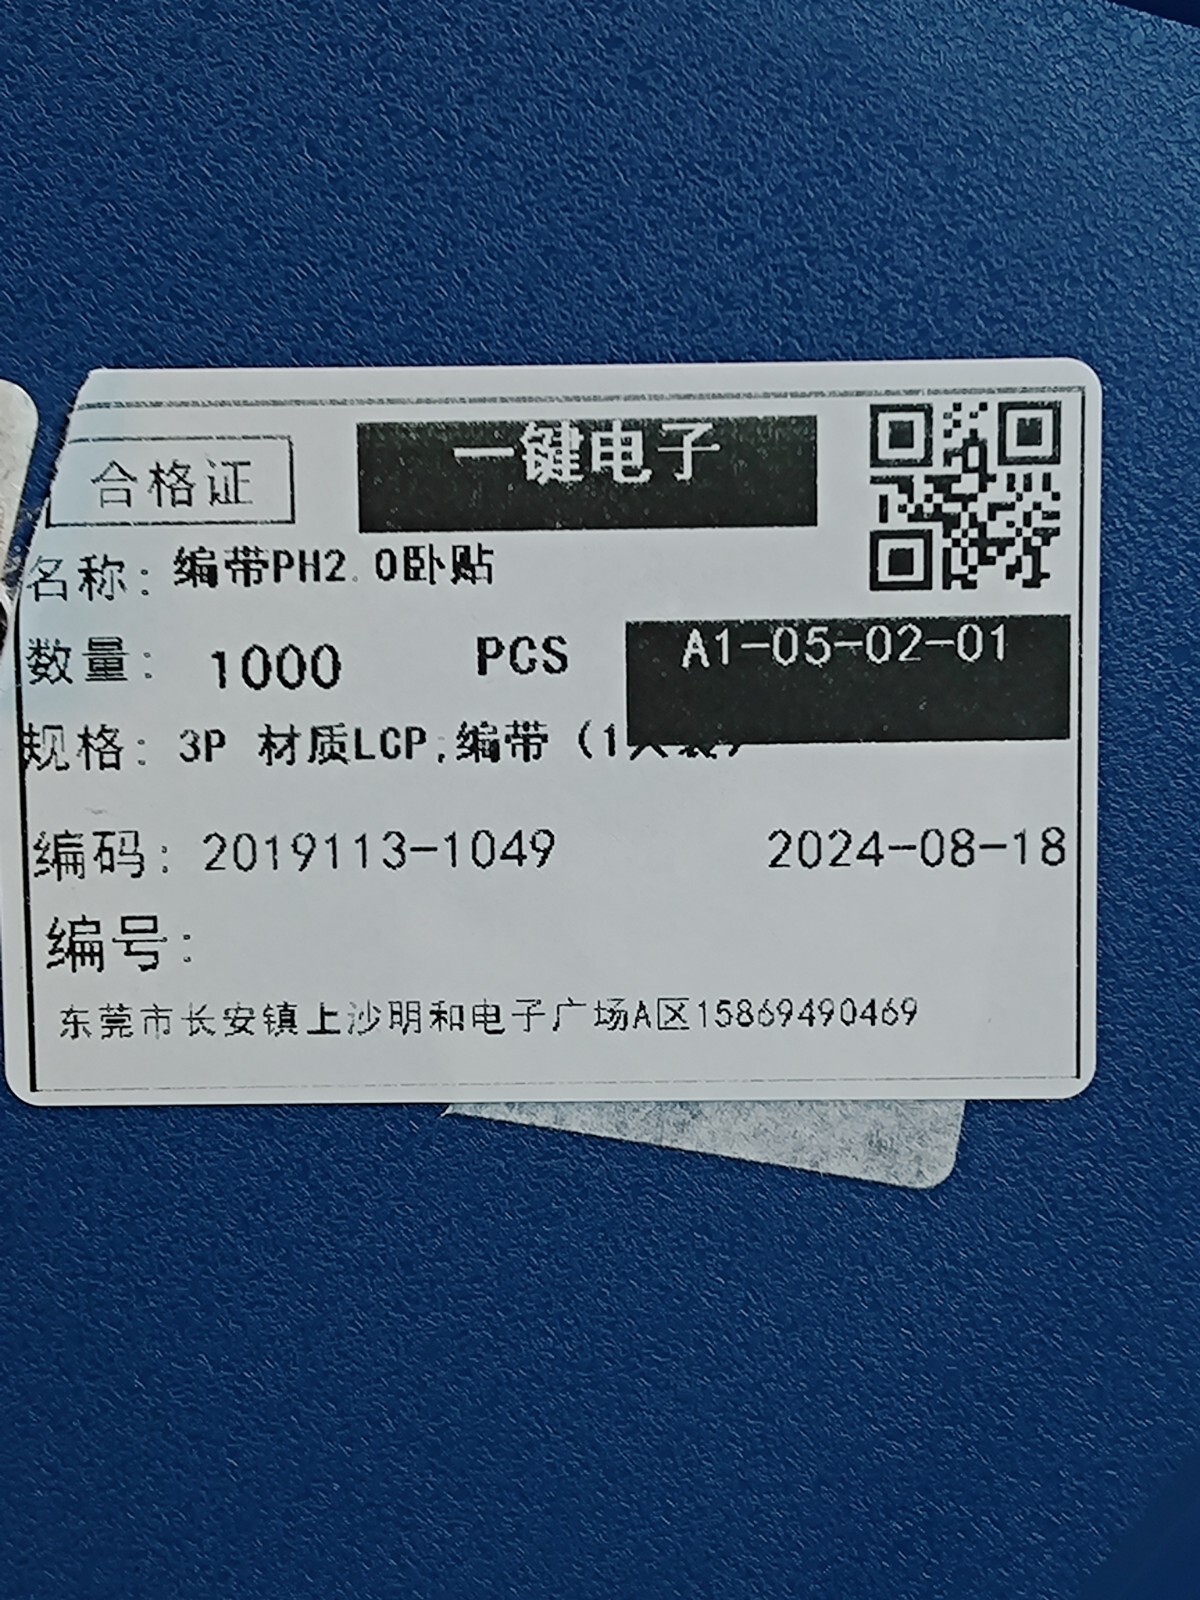 合格证
一键电子
名称: 编带PH2.0卧贴
数量: 1000 PCS
A1-05-02-01
规格: 3P 材质LCP,编带 (1
编码: 2019113-1049 2024-08-18
编号:
东莞市长安镇上沙明和电子广场A区15869490469